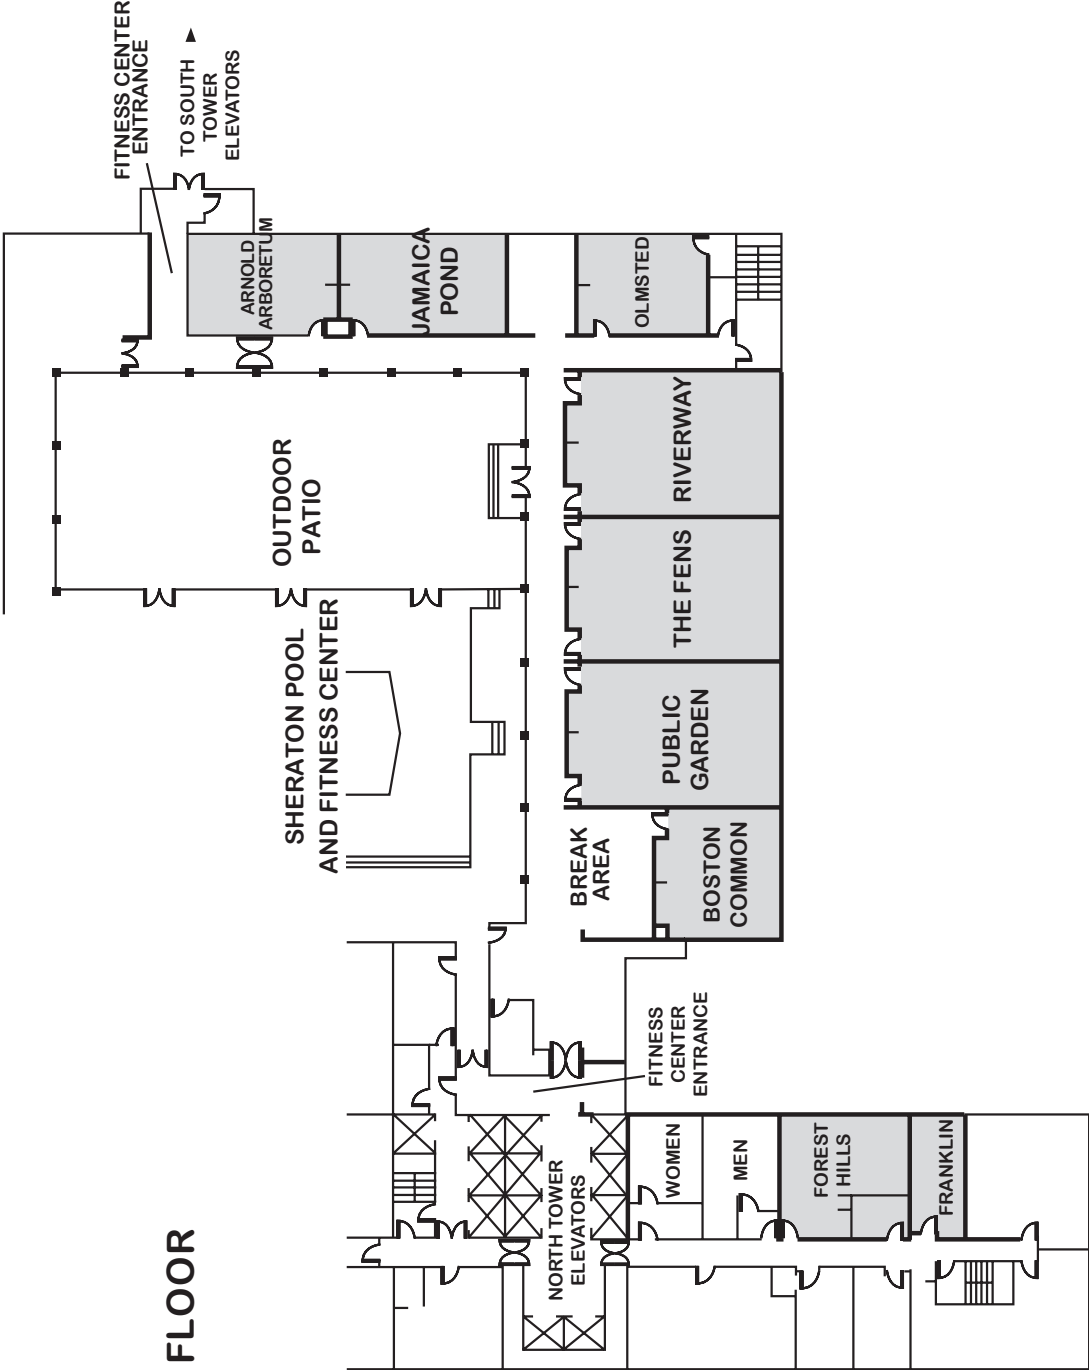 FITNESS CENTER
ENTRANCE
TO SOUTH
TOWER
ELEVATORS
ARNOLD
ARBORETUM
JAMAICA
POND
OLMSTED
OUTDOOR
PATIO
RIVERWAY
THE FENS
SHERATON POOL
AND FITNESS CENTER
PUBLIC
GARDEN
BREAK
AREA
BOSTON
COMMON
FITNESS
CENTER
ENTRANCE
NORTH TOWER
ELEVATORS
WOMEN
MEN
FOREST
HILLS
FRANKLIN
FLOOR